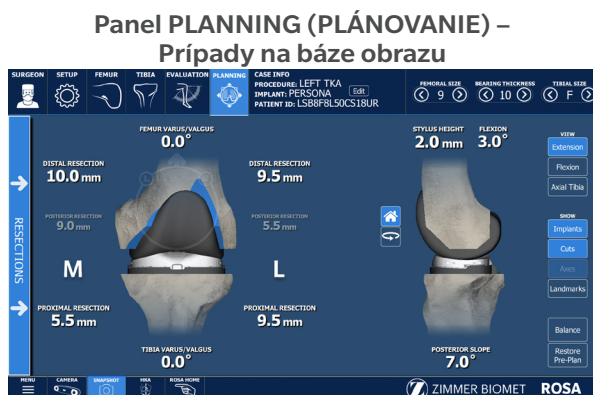 Panel PLANNING (PLÁNOVANIE) –
Prípady na báze obrazu
SURGEON SETUP FEMUR TIBIA EVALUATION PLANNING
CASE INFO
PROCEDURE: LEFT TKA
IMPLANT: PERSONA Edit
PATIENT ID: LSB8F8L50CS18UR
FEMORAL SIZE BEARING THICKNESS TIBIAL SIZE
9 10 F
RESECTIONS
FEMUR VARUS/VALGUS
0.0°
DISTAL RESECTION
10.0 mm
DISTAL RESECTION
9.5 mm
POSTERIOR RESECTION
9.0 mm
POSTERIOR RESECTION
5.5 mm
M L
PROXIMAL RESECTION
5.5 mm
PROXIMAL RESECTION
9.5 mm
TIBIA VARUS/VALGUS
0.0°
STYLUS HEIGHT FLEXION
2.0 mm 3.0°
POSTERIOR SLOPE
7.0°
VIEW
Extension
Flexion
Axial Tibia
SHOW
Implants
Cuts
Axes
Landmarks
Balance
Restore
Pre-Plan
MENU CAMERA SNAPSHOT HKA ROSA HOME
ZIMMER BIOMET ROSA